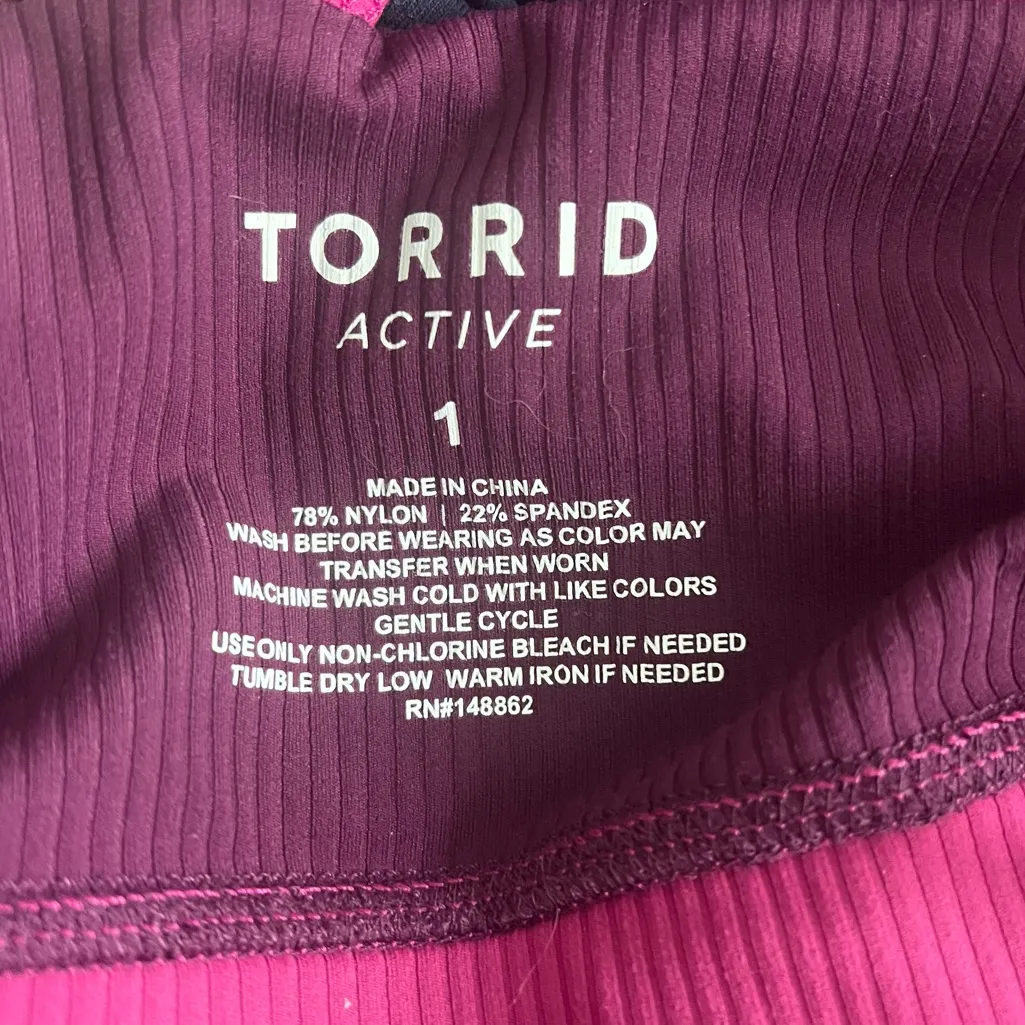 TORRID
ACTIVE
1
MADE IN CHINA
78% NYLON | 22% SPANDEX
WASH BEFORE WEARING AS COLOR MAY
TRANSFER WHEN WORN
MACHINE WASH COLD WITH LIKE COLORS
GENTLE CYCLE
USE ONLY NON-CHLORINE BLEACH IF NEEDED
TUMBLE DRY LOW WARM IRON IF NEEDED
RN#148862